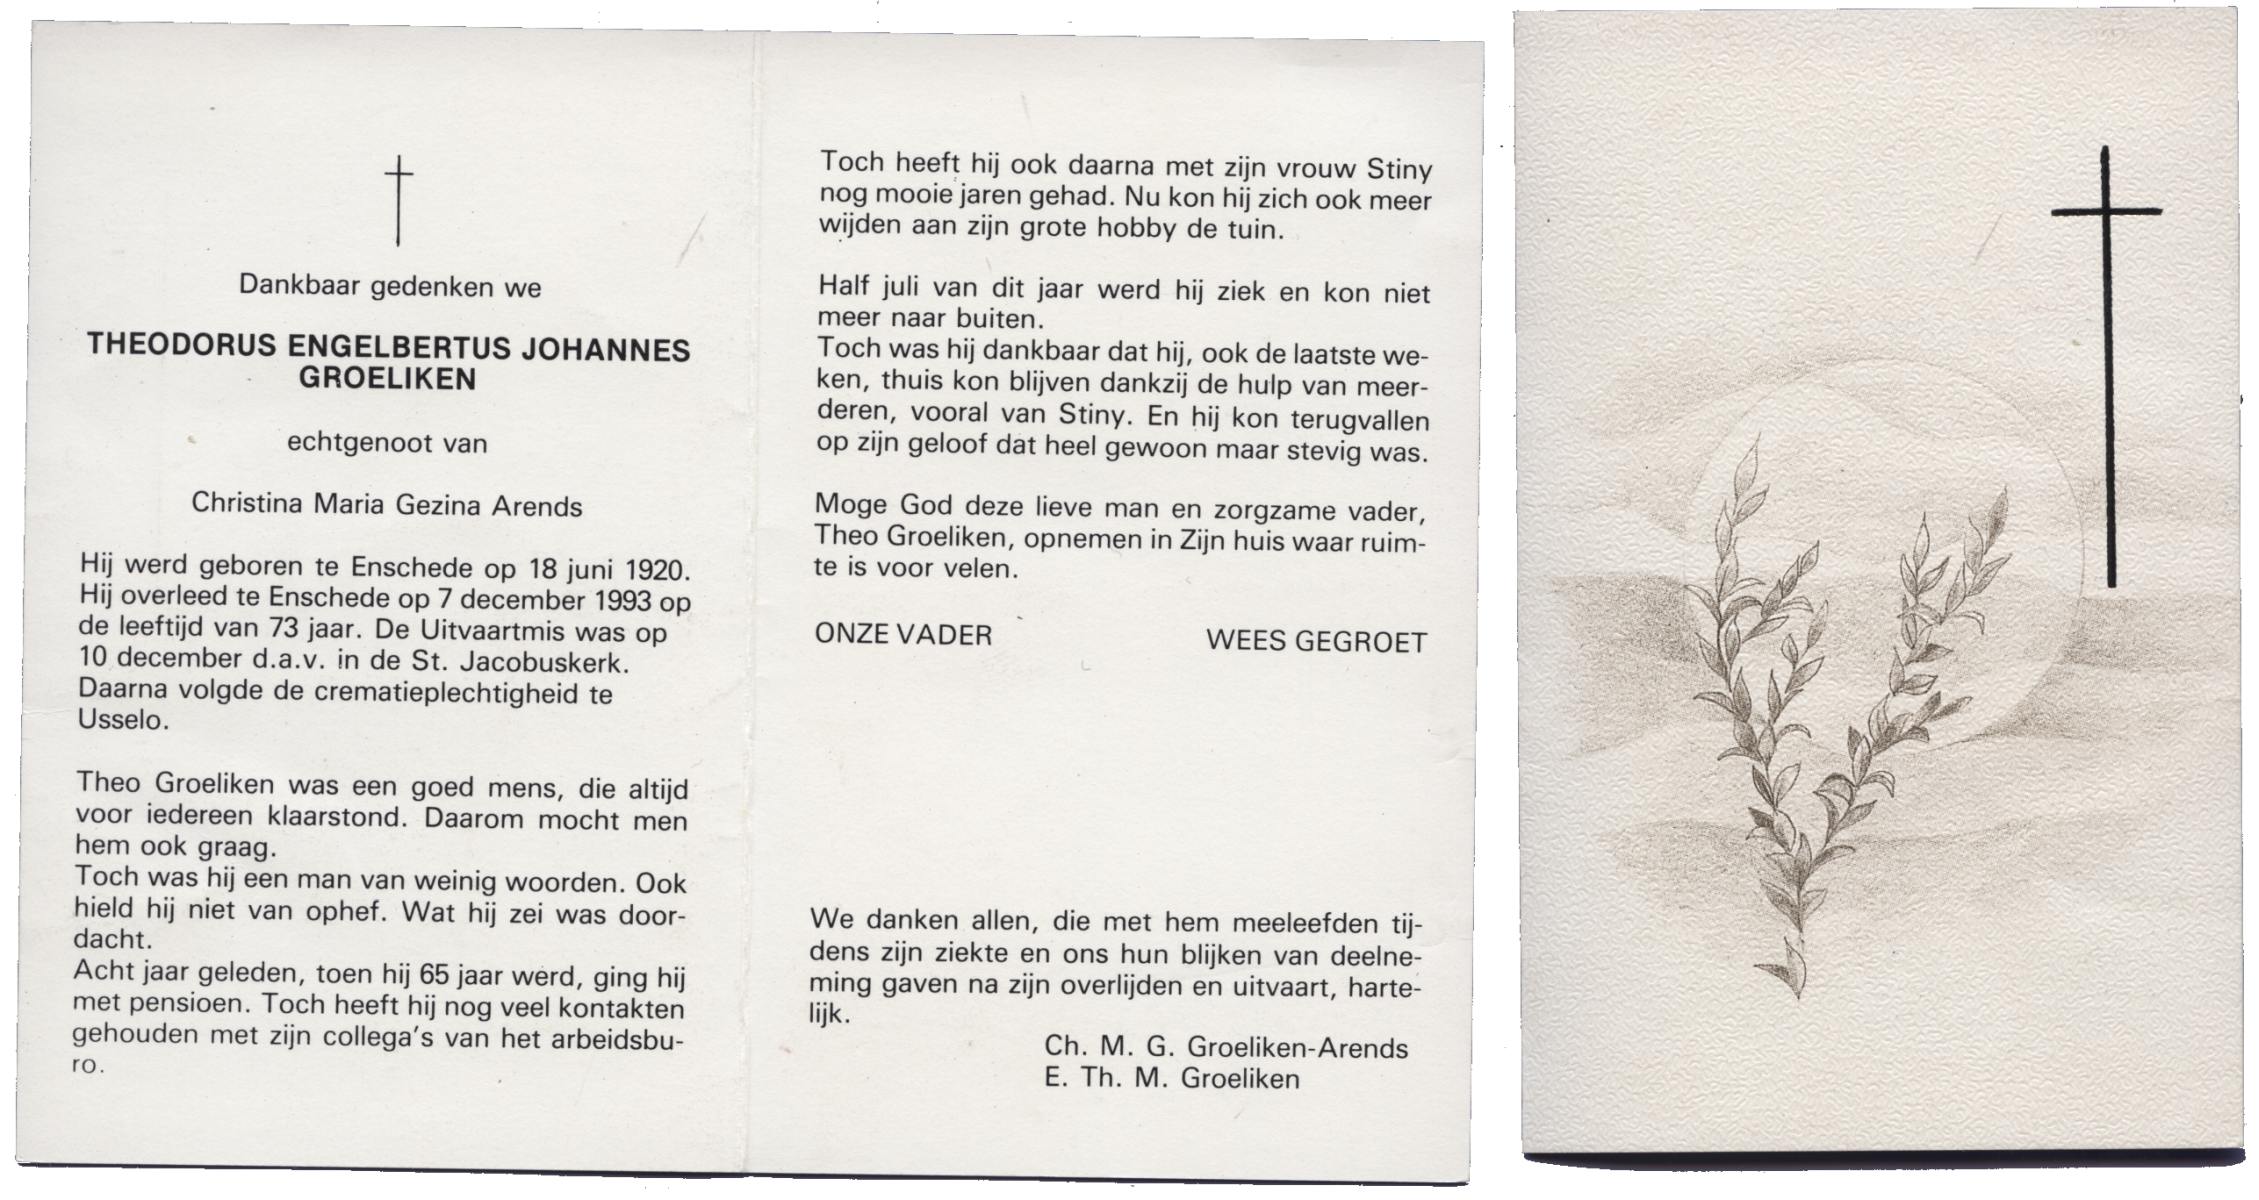 Dankbaar gedenken we
THEODORUS ENGELBERTUS JOHANNES
GROELIKEN
echtgenoot van
Christina Maria Gezina Arends
Hij werd geboren te Enschede op 18 juni 1920.
Hij overleed te Enschede op 7 december 1993 op
de leeftijd van 73 jaar. De Uitvaartmis was op
10 december d.a.v. in de St. Jacobuskerk.
Daarna volgde de crematieplechtigheid te
Usselo.
Theo Groeliken was een goed mens, die altijd
voor iedereen klaarstond. Daarom mocht men
hem ook graag.
Toch was hij een man van weinig woorden. Ook
hield hij niet van ophef. Wat hij zei was door-
dacht.
Acht jaar geleden, toen hij 65 jaar werd, ging hij
met pensioen. Toch heeft hij nog veel kontakten
gehouden met zijn collega's van het arbeidsbu-
ro.
Toch heeft hij ook daarna met zijn vrouw Stiny
nog mooie jaren gehad. Nu kon hij zich ook meer
wijden aan zijn grote hobby de tuin.
Half juli van dit jaar werd hij ziek en kon niet
meer naar buiten.
Toch was hij dankbaar dat hij, ook de laatste we-
ken, thuis kon blijven dankzij de hulp van meer-
deren, vooral van Stiny. En hij kon terugvallen
op zijn geloof dat heel gewoon maar stevig was.
Moge God deze lieve man en zorgzame vader,
Theo Groeliken, opnemen in Zijn huis waar ruim-
te is voor velen.
ONZE VADER WEES GEGROET
We danken allen, die met hem meeleefden tij-
dens zijn ziekte en ons hun blijken van deelne-
ming gaven na zijn overlijden en uitvaart, harte-
lijk.
Ch. M. G. Groeliken-Arends
E. Th. M. Groeliken